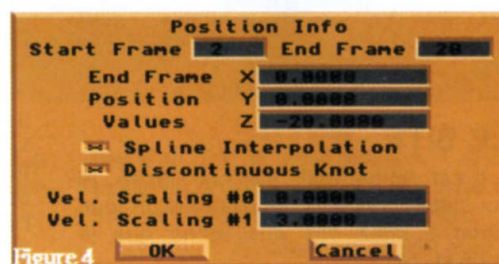 Position Info
Start Frame 2 End Frame 20
End Frame X 0.0000
Position Y 0.0000
Values Z -20.0000
Spline Interpolation
Discontinuous Knot
Vel. Scaling #0 0.0000
Vel. Scaling #1 3.0000
Figure 4 OK Cancel